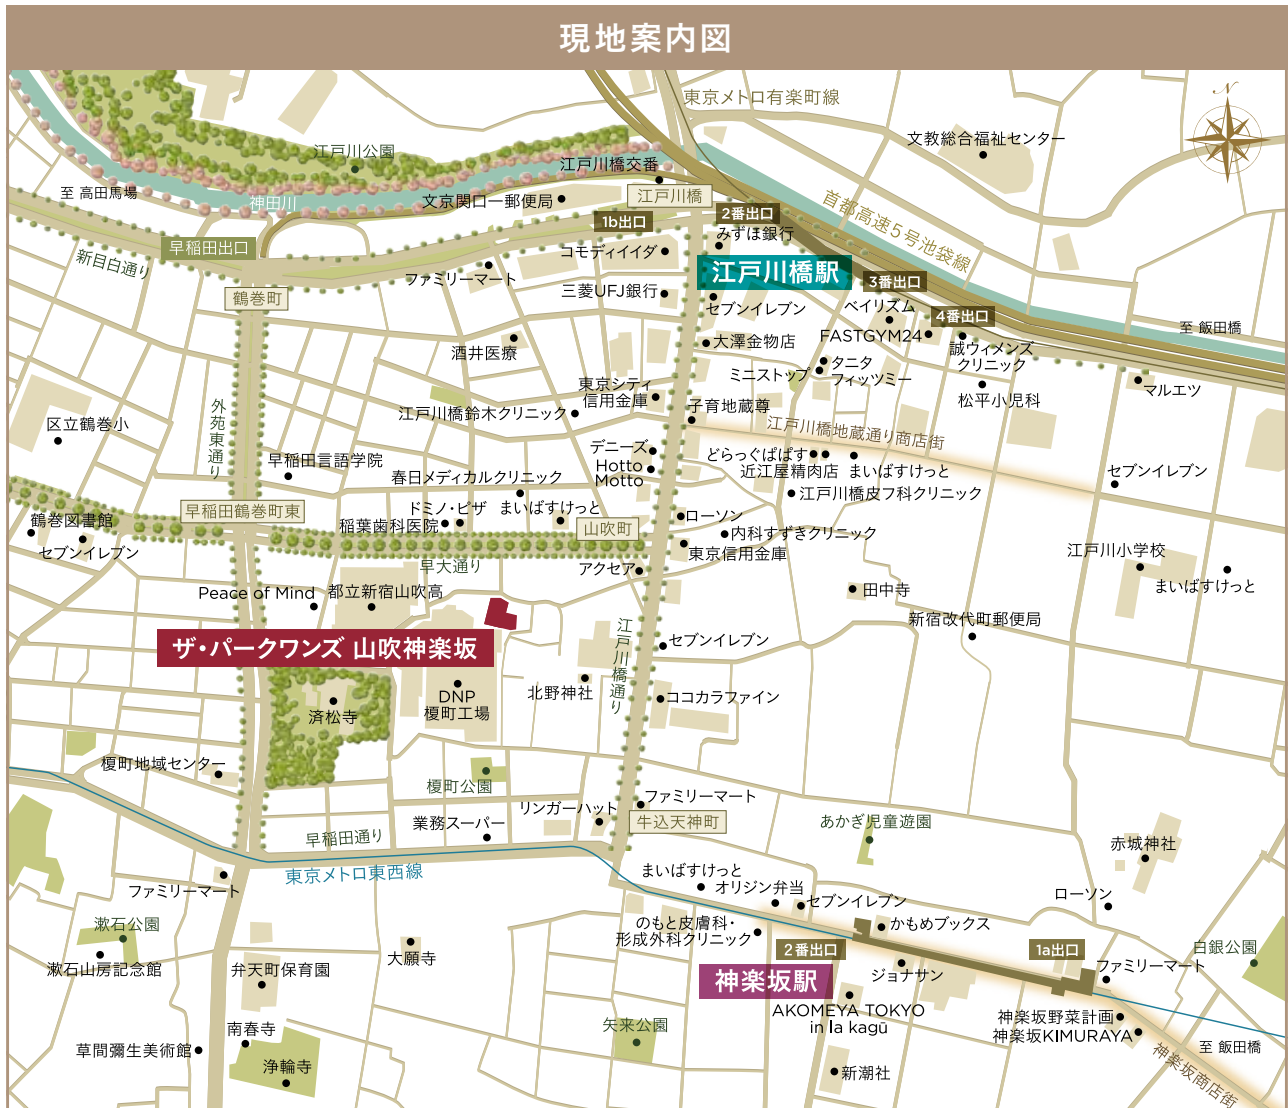 現地案内図
N
東京メトロ有楽町線
文教総合福祉センター
江戸川公園
江戸川橋交番
至 高田馬場
神田川
文京関口一郵便局
江戸川橋
首都高速5号池袋線
1b出口
2番出口
みずほ銀行
早稲田出口
新目白通り
コモディイイダ
江戸川橋駅
ファミリーマート
3番出口
鶴巻町
三菱UFJ銀行
セブンイレブン
ベイリズム
4番出口
至 飯田橋
大澤金物店
FASTGYM24
誠ウィメンズ
クリニック
酒井医療
ミニストップ
タニタ
フィッツミー
マルエツ
東京シティ
信用金庫
松平小児科
外苑東通り
江戸川橋鈴木クリニック
子育地蔵尊
江戸川橋地蔵通り商店街
区立鶴巻小
デニーズ
どらっぐぱぱす
早稲田言語学院
Hotto
Motto
近江屋精肉店
まいばすけっと
セブンイレブン
春日メディカルクリニック
江戸川橋皮フ科クリニック
早稲田鶴巻町東
ドミノ・ピザ
まいばすけっと
ローソン
鶴巻図書館
稲葉歯科医院
山吹町
内科すずきクリニック
セブンイレブン
東京信用金庫
江戸川小学校
早大通り
アクセア
まいばすけっと
Peace of Mind
都立新宿山吹高
田中寺
新宿改代町郵便局
ザ・パークワンズ 山吹神楽坂
江戸川橋通り
セブンイレブン
DNP
榎町工場
北野神社
ココカラファイン
済松寺
榎町地域センター
榎町公園
リンガーハット
ファミリーマート
早稲田通り
業務スーパー
牛込天神町
あかぎ児童遊園
赤城神社
東京メトロ東西線
まいばすけっと
オリジン弁当
ファミリーマート
セブンイレブン
ローソン
漱石公園
のもと皮膚科・
形成外科クリニック
かもめブックス
2番出口
1a出口
白銀公園
漱石山房記念館
弁天町保育園
大願寺
ジョナサン
ファミリーマート
神楽坂駅
AKOMEYA TOKYO
in la kagū
神楽坂野菜計画
神楽坂KIMURAYA
南春寺
矢来公園
草間彌生美術館
至 飯田橋
浄輪寺
新潮社
神楽坂商店街